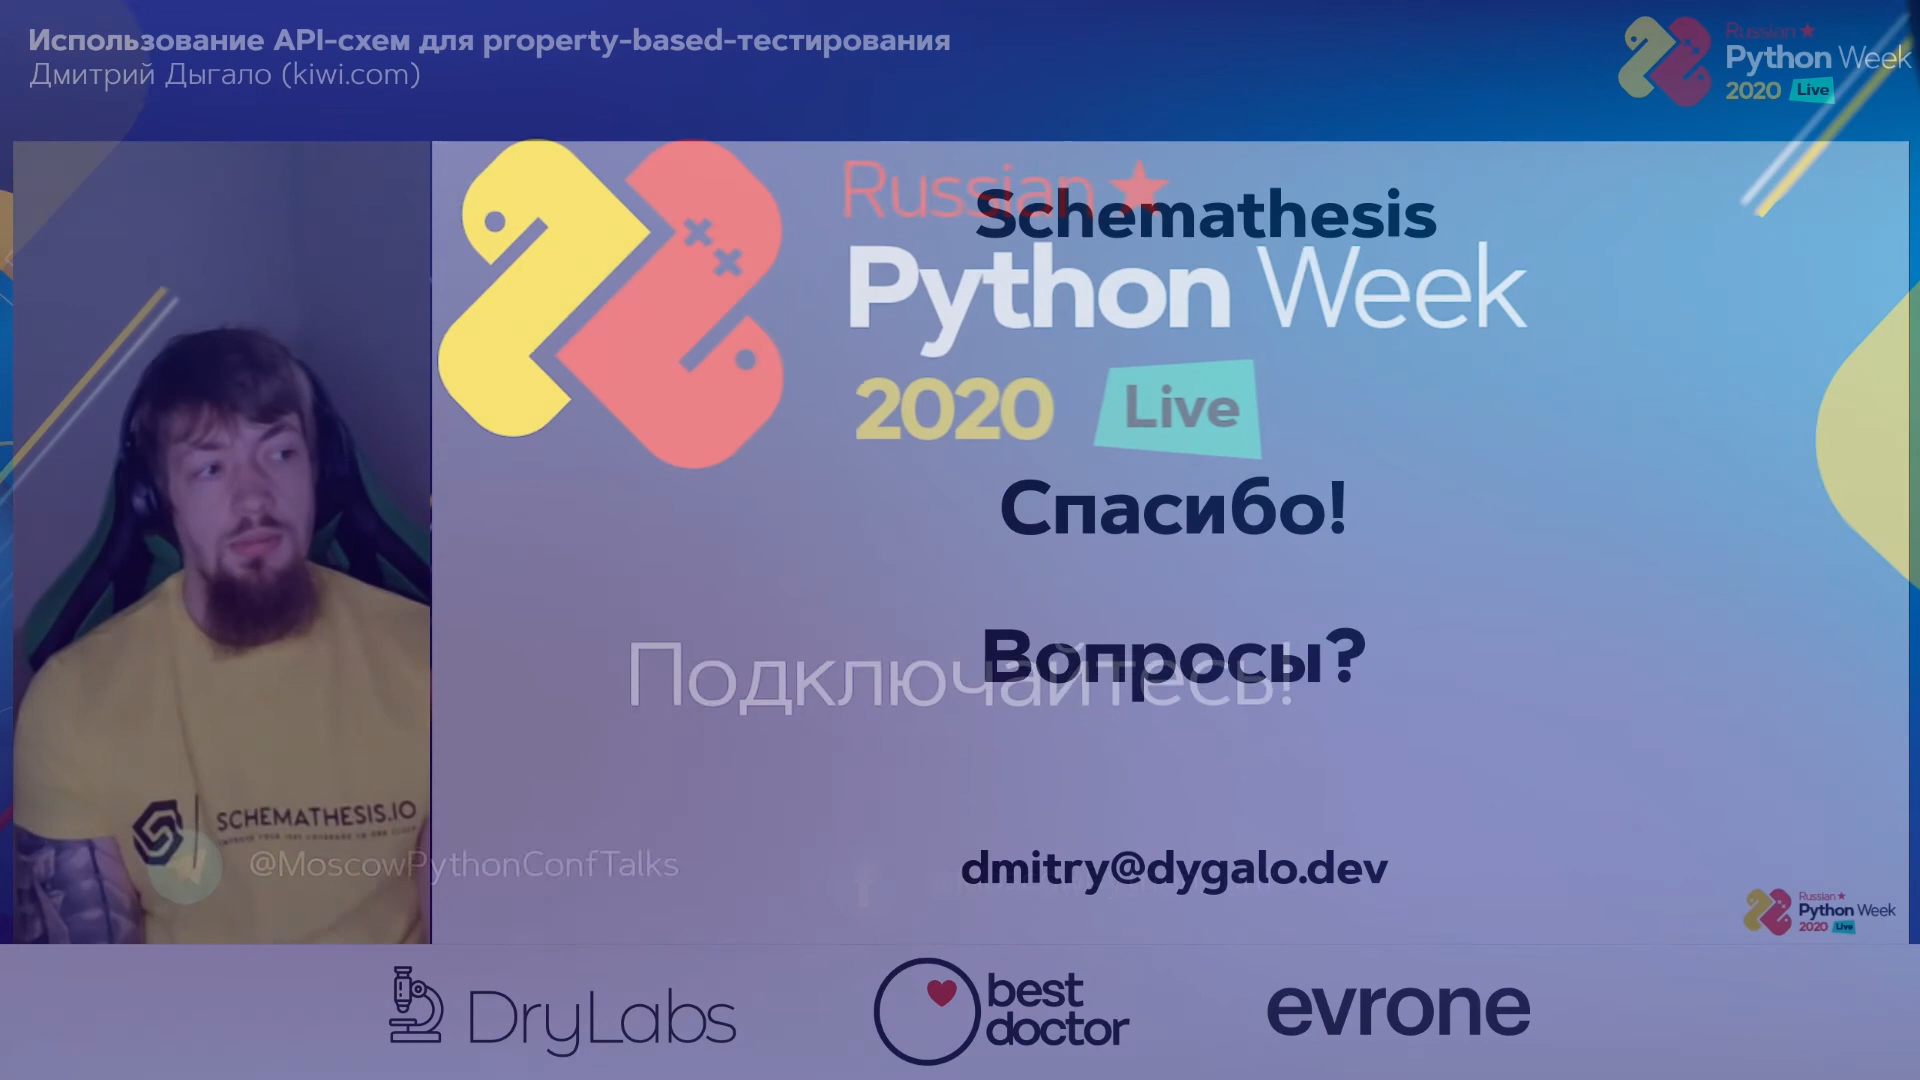 Использование API-схем для property-based-тестирования
Дмитрий Дыгало (kiwi.com)
Russian
Python Week
2020 Live
Russian
Schemathesis
Python Week
2020 Live
Спасибо!
Вопросы?
Подключайтесь!
SCHEMATHESIS.IO
@MoscowPythonConfTalks
dmitry@dygalo.dev
Russian
Python Week
2020 Live
DryLabs
best
doctor
evrone